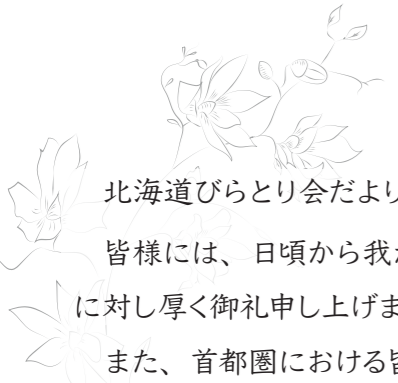 北海道びらとり会だより
皆様には、日頃から我が
に対し厚く御礼申し上げま
また、首都圏における皆